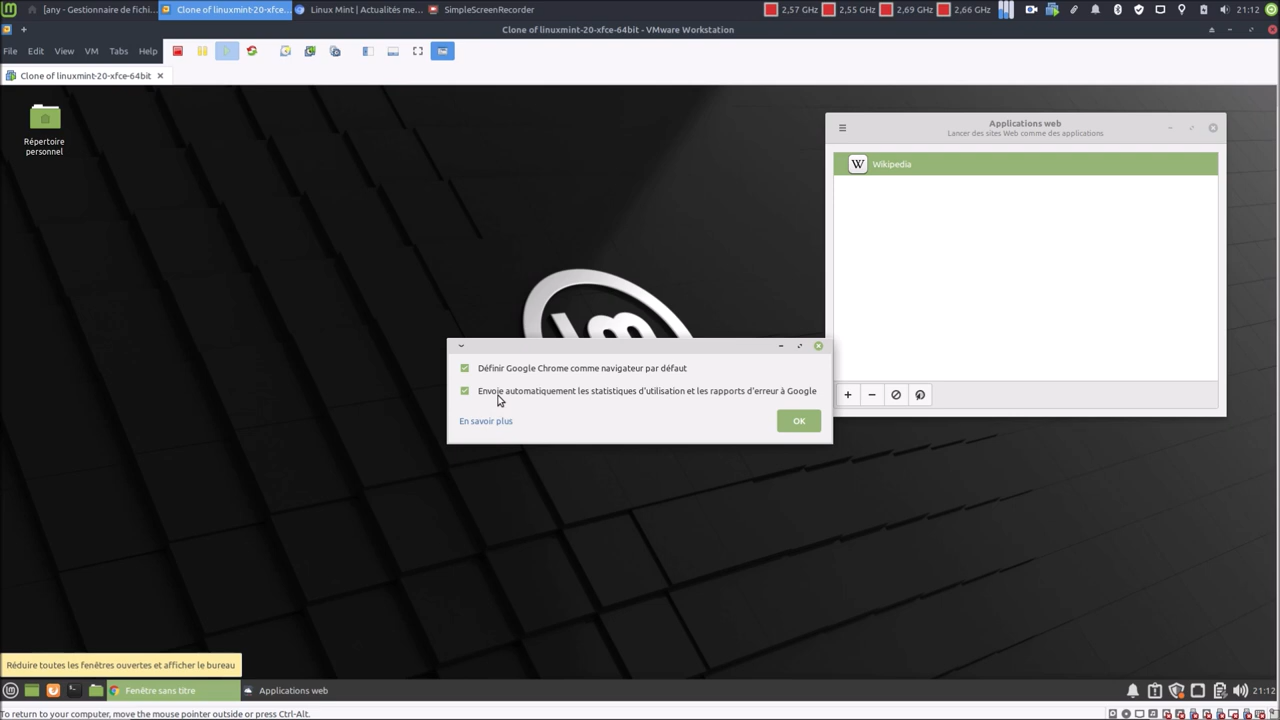 [any - Gestionnaire de fichi...
Clone of linuxmint-20-xfce...
Linux Mint | Actualités me...
SimpleScreenRecorder
2,57 GHz
2,55 GHz
2,69 GHz
2,66 GHz
21:12
Clone of linuxmint-20-xfce-64bit - VMware Workstation
File Edit View VM Tabs Help
Clone of linuxmint-20-xfce-64bit
Répertoire
personnel
Applications web
Lancer des sites Web comme des applications
W Wikipedia
Définir Google Chrome comme navigateur par défaut
Envoie automatiquement les statistiques d'utilisation et les rapports d'erreur à Google
En savoir plus
OK
Réduire toutes les fenêtres ouvertes et afficher le bureau
Fenêtre sans titre
Applications web
21:12
To return to your computer, move the mouse pointer outside or press Ctrl-Alt.